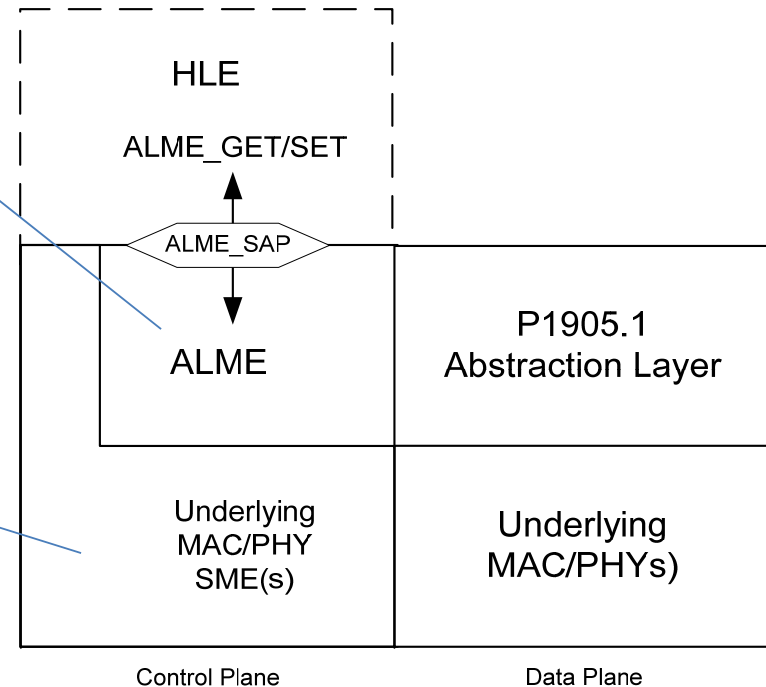 HLE
ALME_GET/SET
ALME_SAP
ALME
P1905.1
Abstraction Layer
Underlying
MAC/PHY
SME(s)
Underlying
MAC/PHYs)
Control Plane
Data Plane